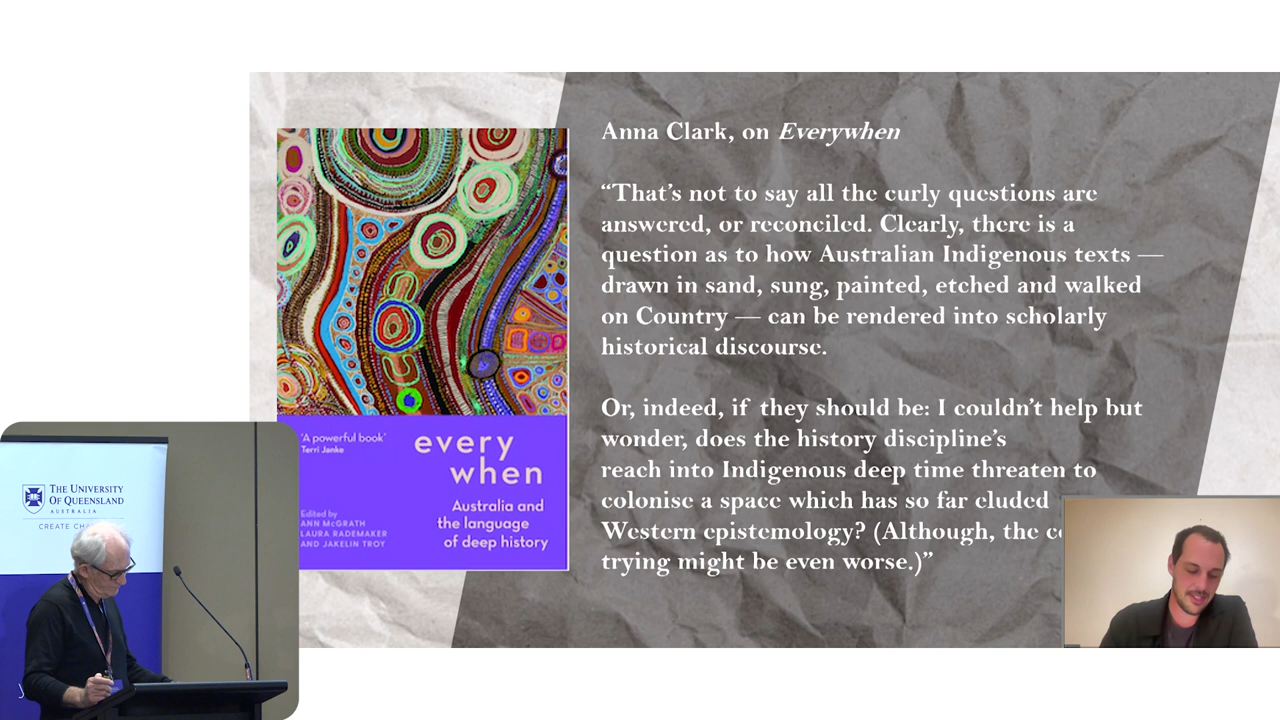 Anna Clark, on Everywhen
“That’s not to say all the curly questions are
answered, or reconciled. Clearly, there is a
question as to how Australian Indigenous texts —
drawn in sand, sung, painted, etched and walked
on Country — can be rendered into scholarly
historical discourse.
Or, indeed, if they should be: I couldn’t help but
wonder, does the history discipline’s
reach into Indigenous deep time threaten to
colonise a space which has so far eluded
Western epistemology? (Although, the
trying might be even worse.)”
‘A powerful book’
Terri Janke
every
when
Australia and
the language
of deep history
Edited by
ANN McGRATH
LAURA RADEMAKER
AND JAKELIN TROY
THE UNIVERSITY
OF QUEENSLAND
AUSTRALIA
CREATE